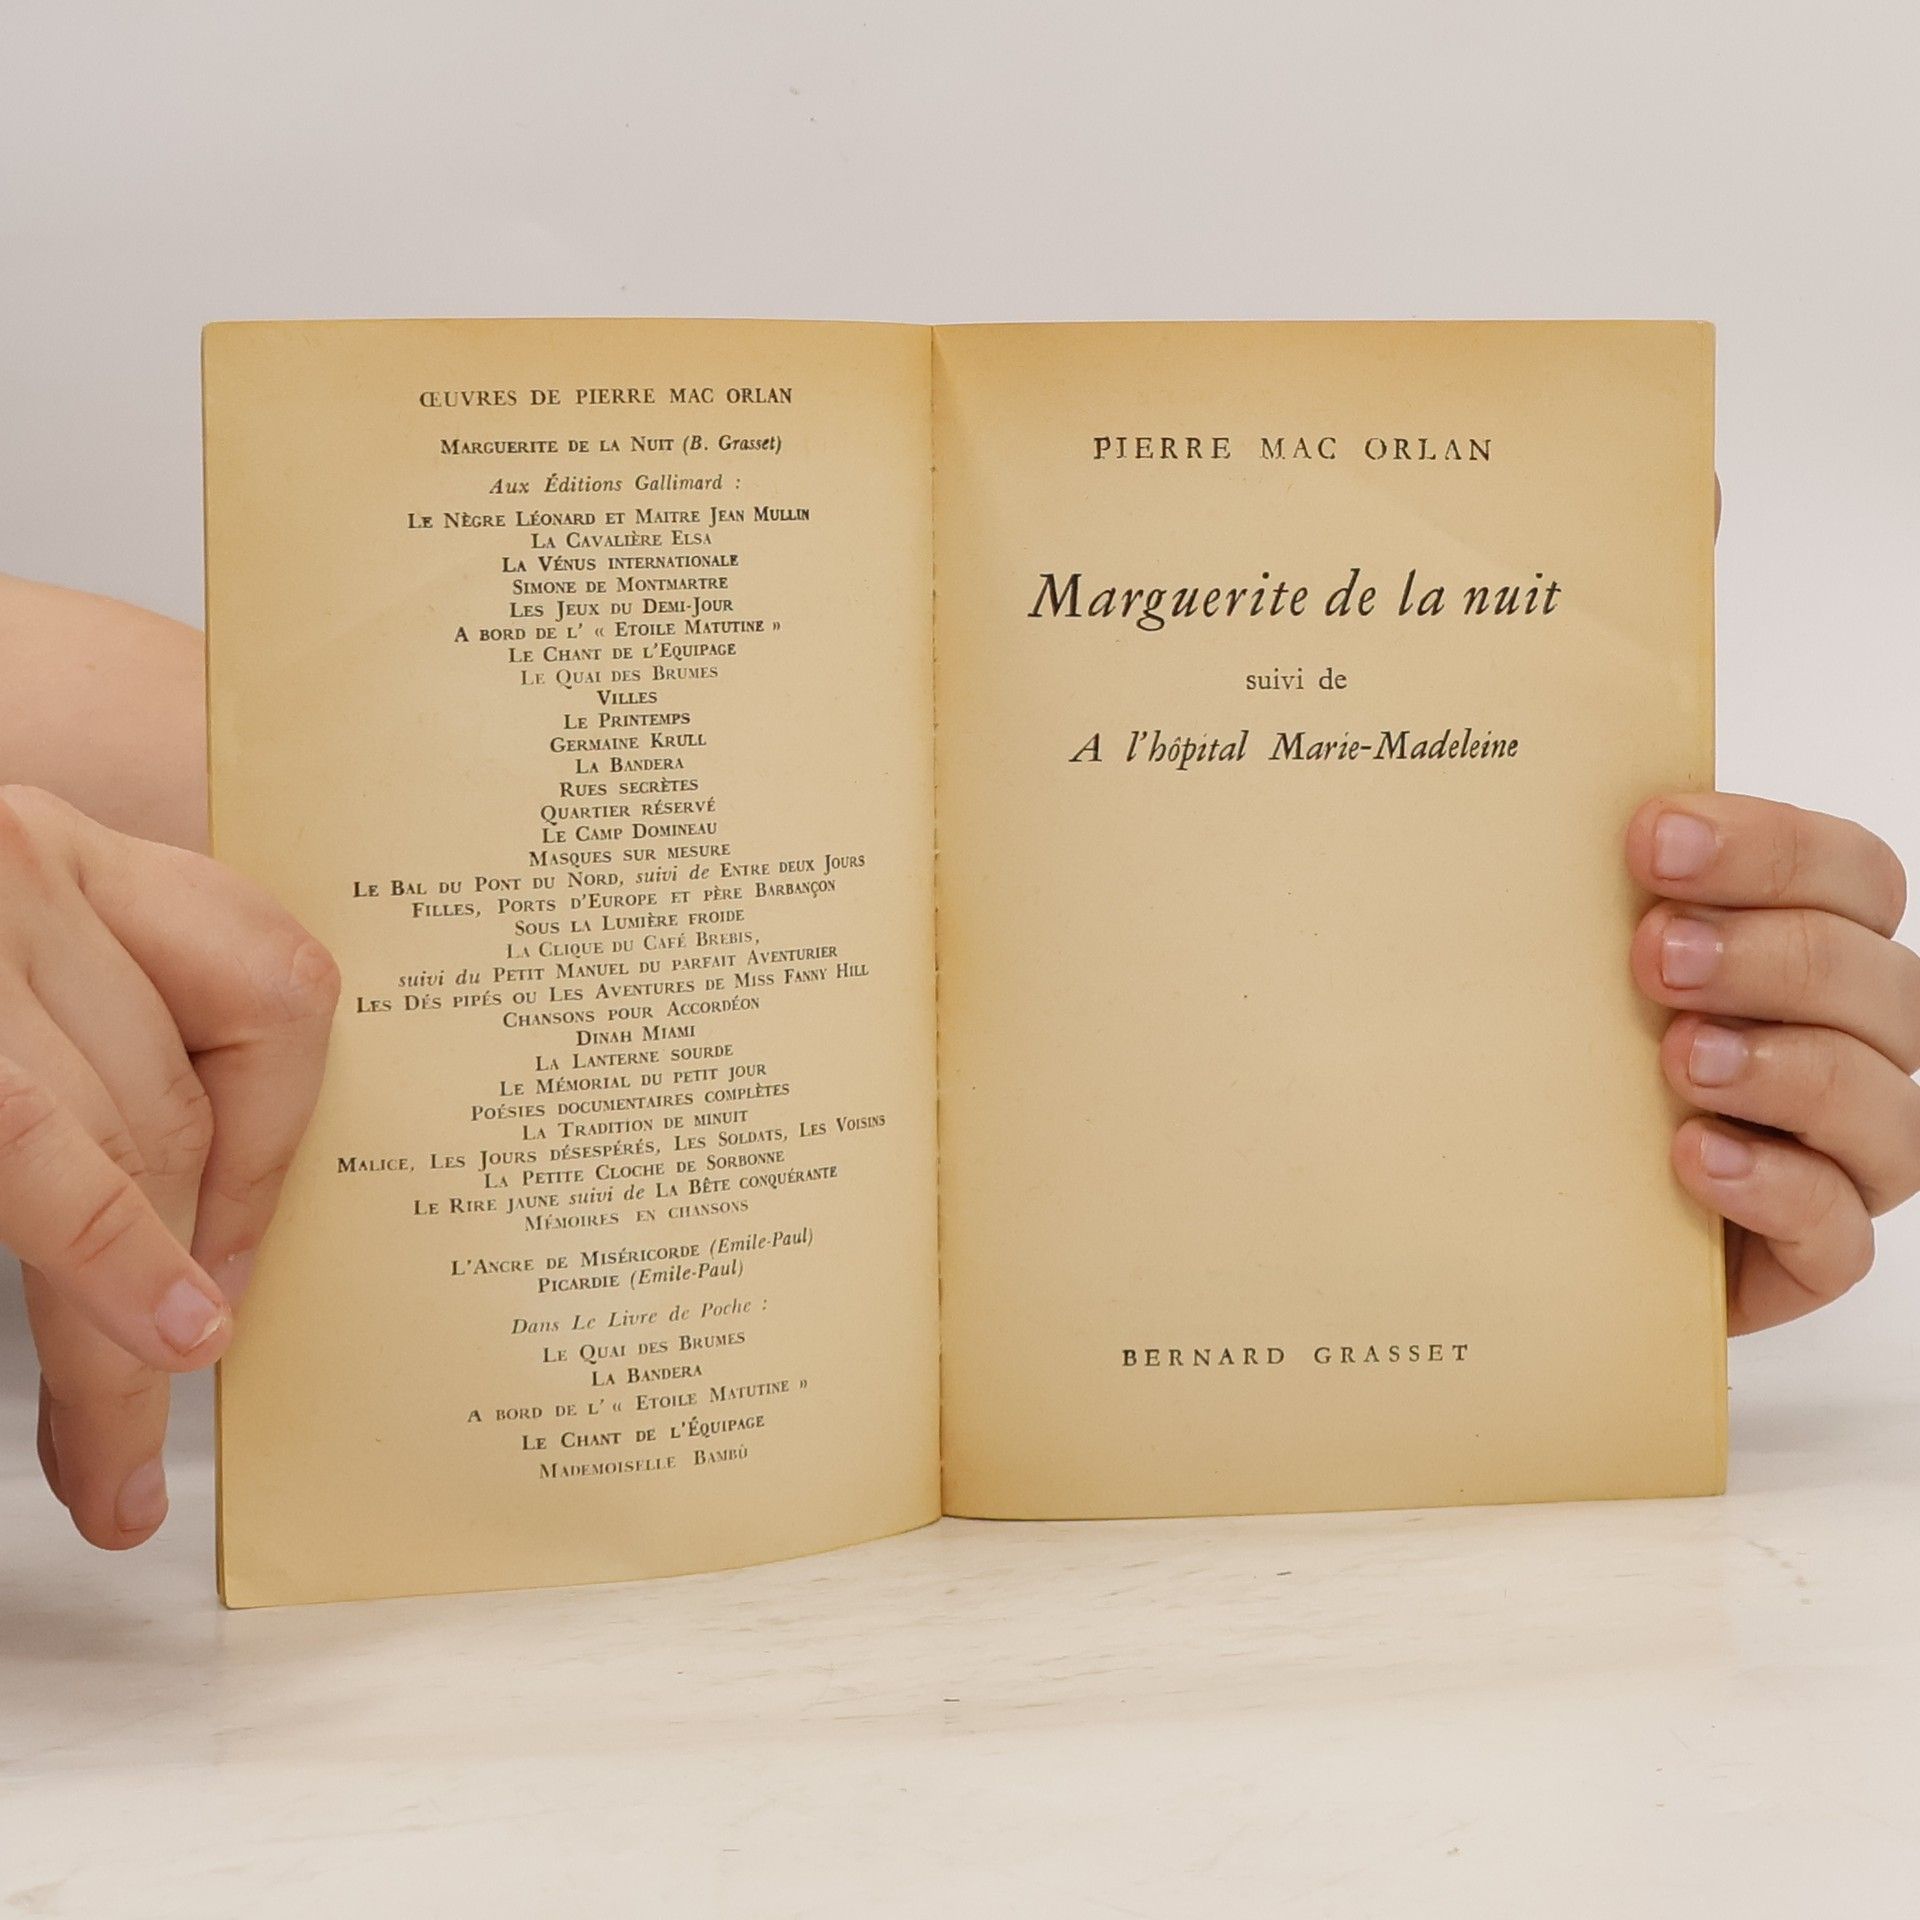 ŒUVRES DE PIERRE MAC ORLAN
MARGUERITE DE LA NUIT (B. Grasset)
Aux Éditions Gallimard :
LE NÈGRE LÉONARD ET MAITRE JEAN MULLIN
LA CAVALIÈRE ELSA
LA VÉNUS INTERNATIONALE
SIMONE DE MONTMARTRE
LES JEUX DU DEMI-JOUR
A BORD DE L' « ETOILE MATUTINE »
LE CHANT DE L'EQUIPAGE
LE QUAI DES BRUMES
VILLES
LE PRINTEMPS
GERMAINE KRULL
LA BANDERA
RUES SECRÈTES
QUARTIER RÉSERVÉ
LE CAMP DOMINEAU
MASQUES SUR MESURE
LE BAL DU PONT DU NORD, suivi de ENTRE DEUX JOURS
FILLES, PORTS D'EUROPE ET PÈRE BARBANÇON
SOUS LA LUMIÈRE FROIDE
LA CLIQUE DU CAFÉ BREBIS,
suivi du PETIT MANUEL DU PARFAIT AVENTURIER
LES DÉS PIPÉS OU LES AVENTURES DE MISS FANNY HILL
CHANSONS POUR ACCORDÉON
DINAH MIAMI
LA LANTERNE SOURDE
LE MÉMORIAL DU PETIT JOUR
POÉSIES DOCUMENTAIRES COMPLÈTES
LA TRADITION DE MINUIT
MALICE, LES JOURS DÉSESPÉRÉS, LES SOLDATS, LES VOISINS
LA PETITE CLOCHE DE SORBONNE
LE RIRE JAUNE suivi de LA BÊTE CONQUÉRANTE
MÉMOIRES EN CHANSONS
L'ANCRE DE MISÉRICORDE (Emile-Paul)
PICARDIE (Emile-Paul)
Dans Le Livre de Poche :
LE QUAI DES BRUMES
LA BANDERA
A BORD DE L' « ETOILE MATUTINE »
LE CHANT DE L'ÉQUIPAGE
MADEMOISELLE BAMBÙ
PIERRE MAC ORLAN
Marguerite de la nuit
suivi de
A l'hôpital Marie-Madeleine
BERNARD GRASSET